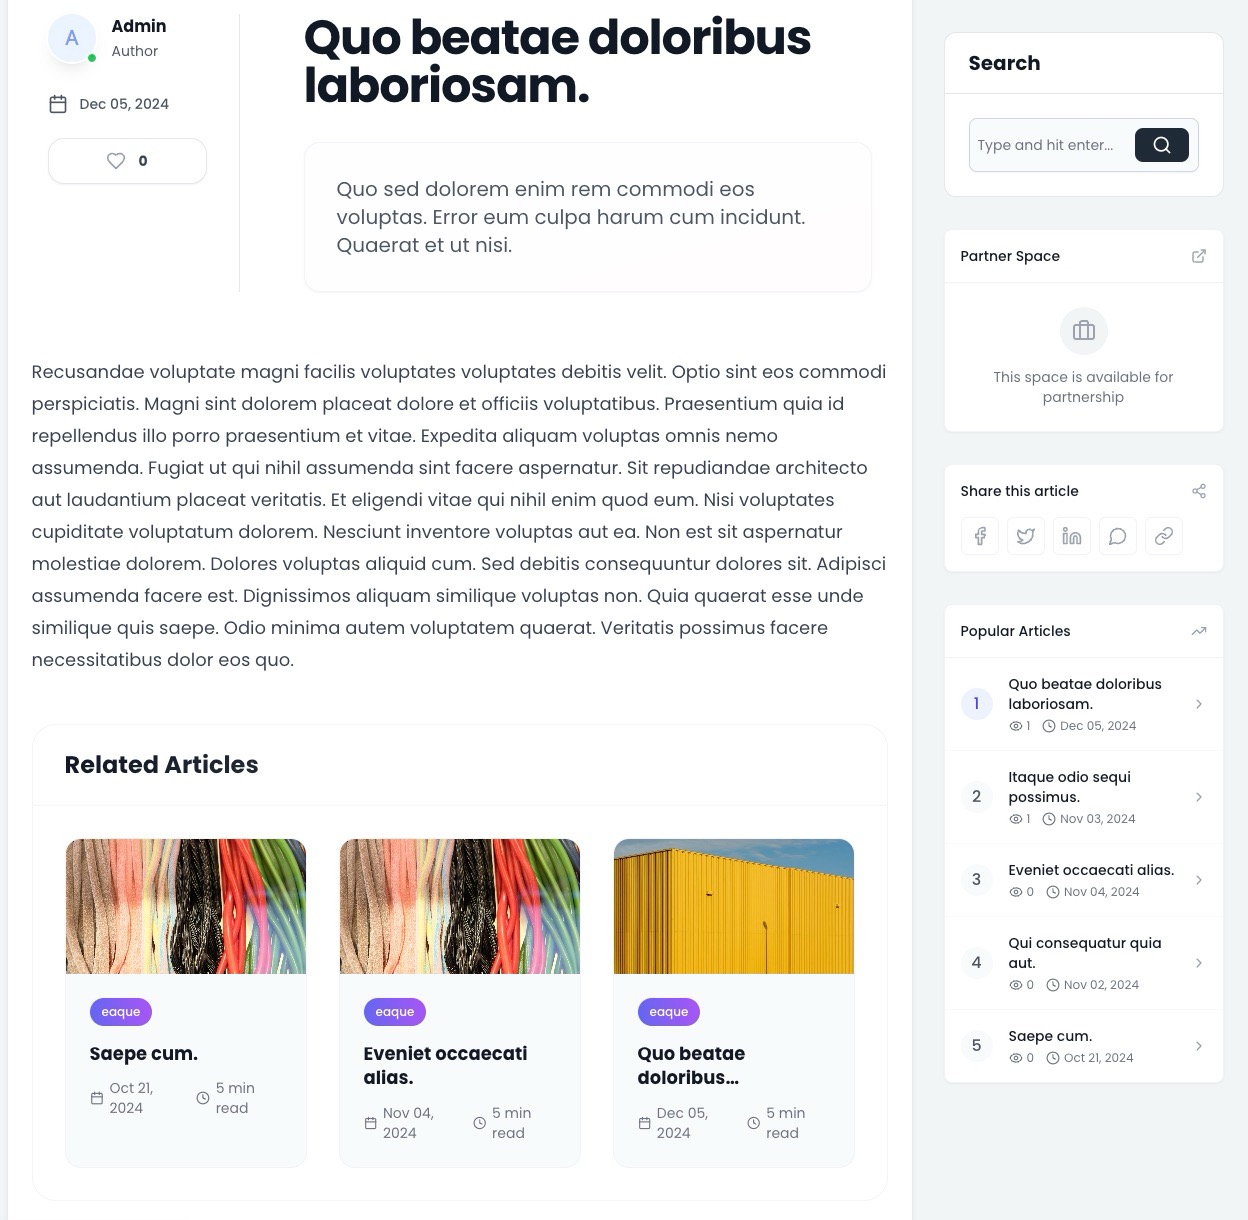 A
Admin
Author
Dec 05, 2024
0
Quo beatae doloribus
laboriosam.
Quo sed dolorem enim rem commodi eos
voluptas. Error eum culpa harum cum incidunt.
Quaerat et ut nisi.
Recusandae voluptate magni facilis voluptates voluptates debitis velit. Optio sint eos commodi
perspiciatis. Magni sint dolorem placeat dolore et officiis voluptatibus. Praesentium quia id
repellendus illo porro praesentium et vitae. Expedita aliquam voluptas omnis nemo
assumenda. Fugiat ut qui nihil assumenda sint facere aspernatur. Sit repudiandae architecto
aut laudantium placeat veritatis. Et eligendi vitae qui nihil enim quod eum. Nisi voluptates
cupiditate voluptatum dolorem. Nesciunt inventore voluptas aut ea. Non est sit aspernatur
molestiae dolorem. Dolores voluptas aliquid cum. Sed debitis consequuntur dolores sit. Adipisci
assumenda facere est. Dignissimos aliquam similique voluptas non. Quia quaerat esse unde
similique quis saepe. Odio minima autem voluptatem quaerat. Veritatis possimus facere
necessitatibus dolor eos quo.
Related Articles
eaque
Saepe cum.
Oct 21,
2024
5 min
read
eaque
Eveniet occaecati
alias.
Nov 04,
2024
5 min
read
eaque
Quo beatae
doloribus...
Dec 05,
2024
5 min
read
Search
Type and hit enter...
Partner Space
This space is available for
partnership
Share this article
Popular Articles
1
Quo beatae doloribus
laboriosam.
1 Dec 05, 2024
2
Itaque odio sequi
possimus.
1 Nov 03, 2024
3
Eveniet occaecati alias.
0 Nov 04, 2024
4
Qui consequatur quia
aut.
0 Nov 02, 2024
5
Saepe cum.
0 Oct 21, 2024